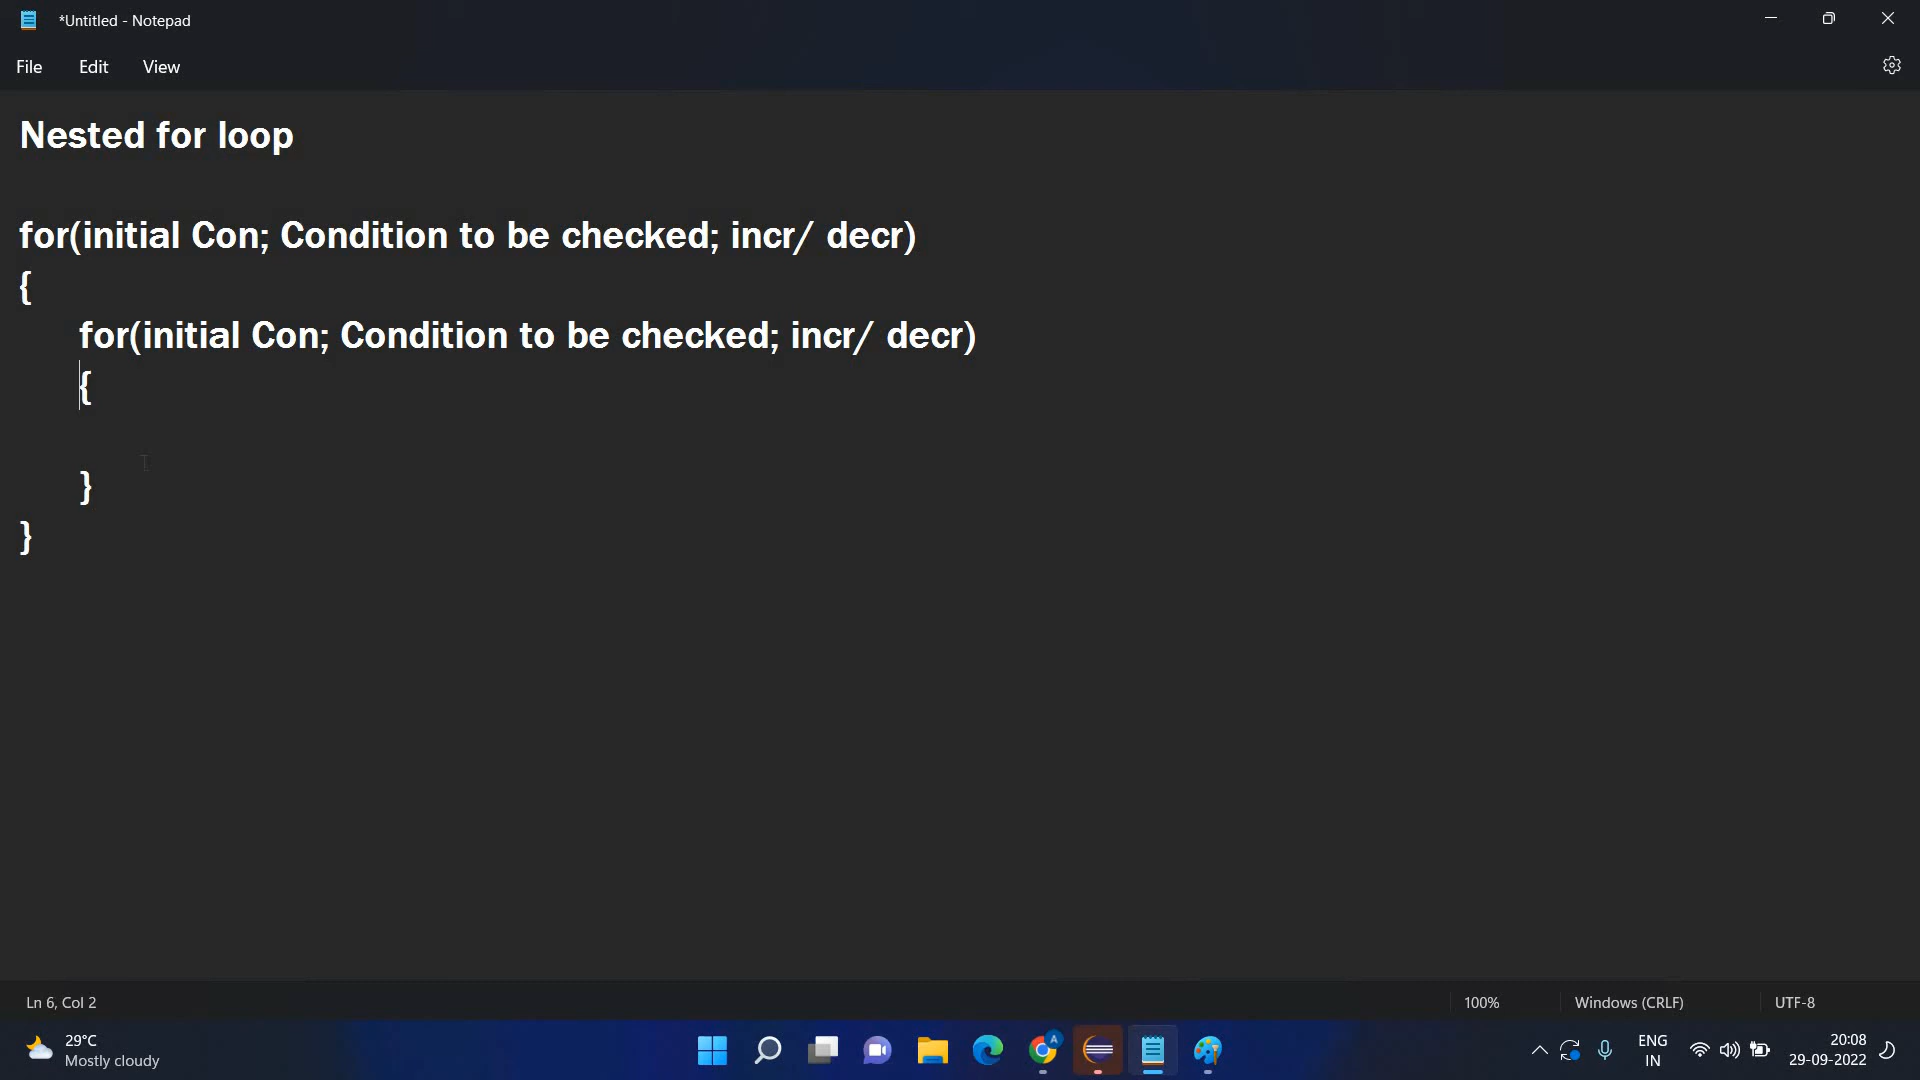 *Untitled - Notepad
File Edit View
Nested for loop
for(initial Con; Condition to be checked; incr/ decr)
{
for(initial Con; Condition to be checked; incr/ decr)
{
}
}
Ln 6, Col 2 100% Windows (CRLF) UTF-8
29°C
Mostly cloudy
A
ENG
IN
20:08
29-09-2022